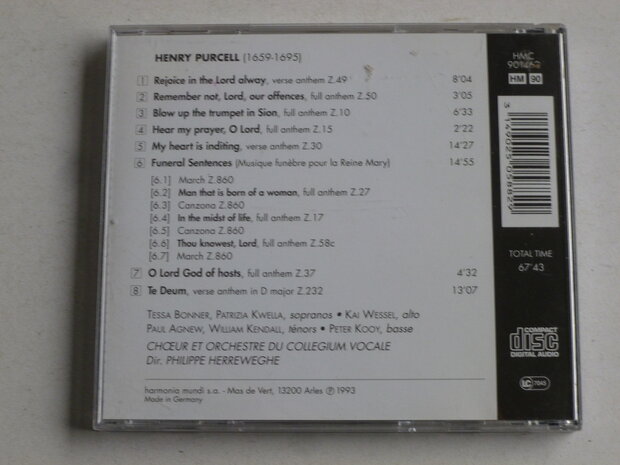 HENRY PURCELL (1659-1695)
1 Rejoice in the Lord alway, verse anthem Z.49 8'04
2 Remember not, Lord, our offences, full anthem Z.50 3'05
3 Blow up the trumpet in Sion, full anthem Z.10 6'33
4 Hear my prayer, O Lord, full anthem Z.15 2'22
5 My heart is inditing, verse anthem Z.30 14'27
6 Funeral Sentences (Musique funèbre pour la Reine Mary) 14'55
[6.1] March Z.860
[6.2] Man that is born of a woman, full anthem Z.27
[6.3] Canzona Z.860
[6.4] In the midst of life, full anthem Z.17
[6.5] Canzona Z.860
[6.6] Thou knowest, Lord, full anthem Z.58c
[6.7] March Z.860
7 O Lord God of hosts, full anthem Z.37 4'32
8 Te Deum, verse anthem in D major Z.232 13'07
TESSA BONNER, PATRIZIA KWELLA, sopranos • KAI WESSEL, alto
PAUL AGNEW, WILLIAM KENDALL, ténors • PETER KOOY, basse
CHŒUR ET ORCHESTRE DU COLLEGIUM VOCALE
Dir. PHILIPPE HERREWEGHE
harmonia mundi s.a. - Mas de Vert, 13200 Arles ℗ 1993
Made in Germany
HMC
HM 90
3 149025 058829
TOTAL TIME
67'43
COMPACT
disc
DIGITAL AUDIO
LC 7045